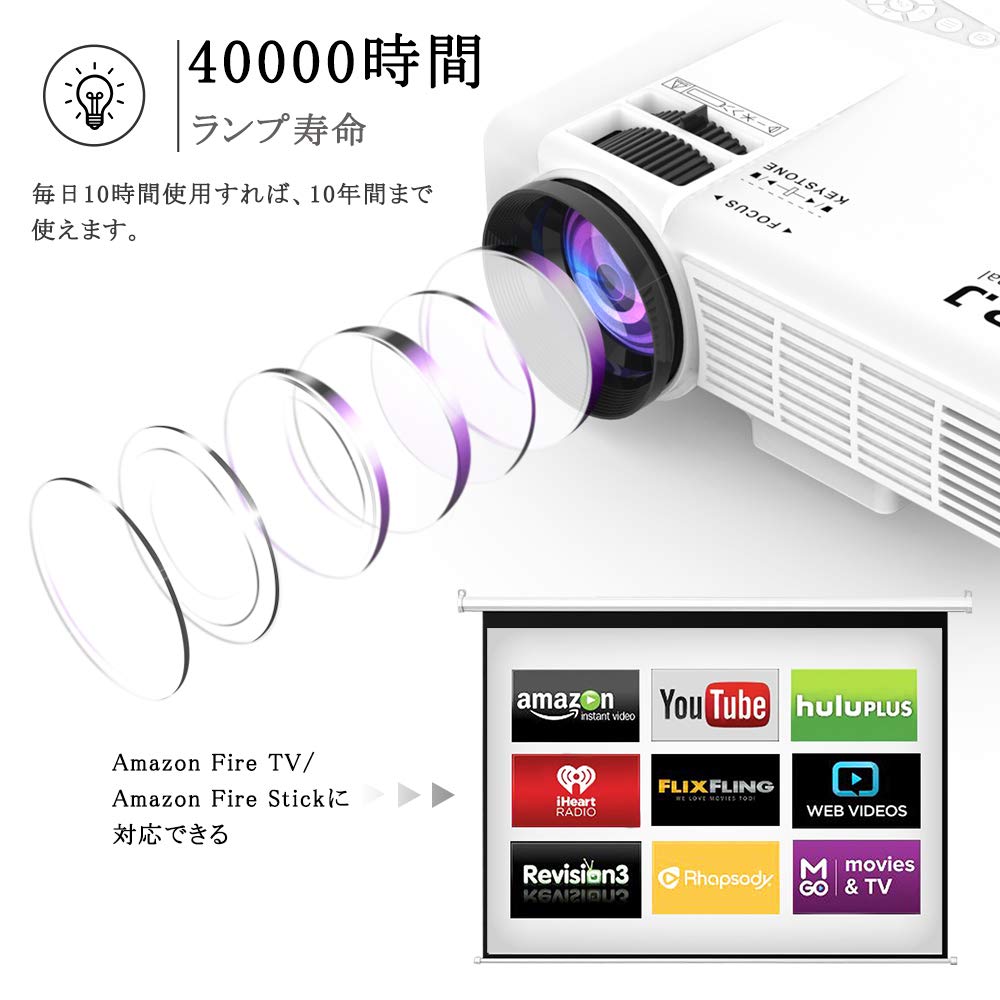 40000時間
ランプ寿命
毎日10時間使用すれば、10年間まで
使えます。
FOCUS
KEYSTONE
Amazon Fire TV/
Amazon Fire Stickに
対応できる
amazon
instant video
YouTube
huluPLUS
iHeart
RADIO
FLIXFLING
WE LOVE MOVIES TOO!
WEB VIDEOS
Revision3
Rhapsody
M
GO
movies
& TV